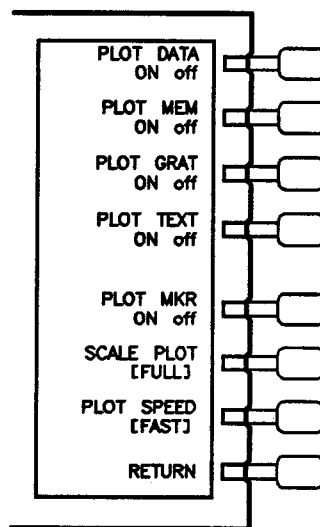 PLOT DATA
ON off
PLOT MEM
ON off
PLOT GRAT
ON off
PLOT TEXT
ON off
PLOT MKR
ON off
SCALE PLOT
[FULL]
PLOT SPEED
[FAST]
RETURN